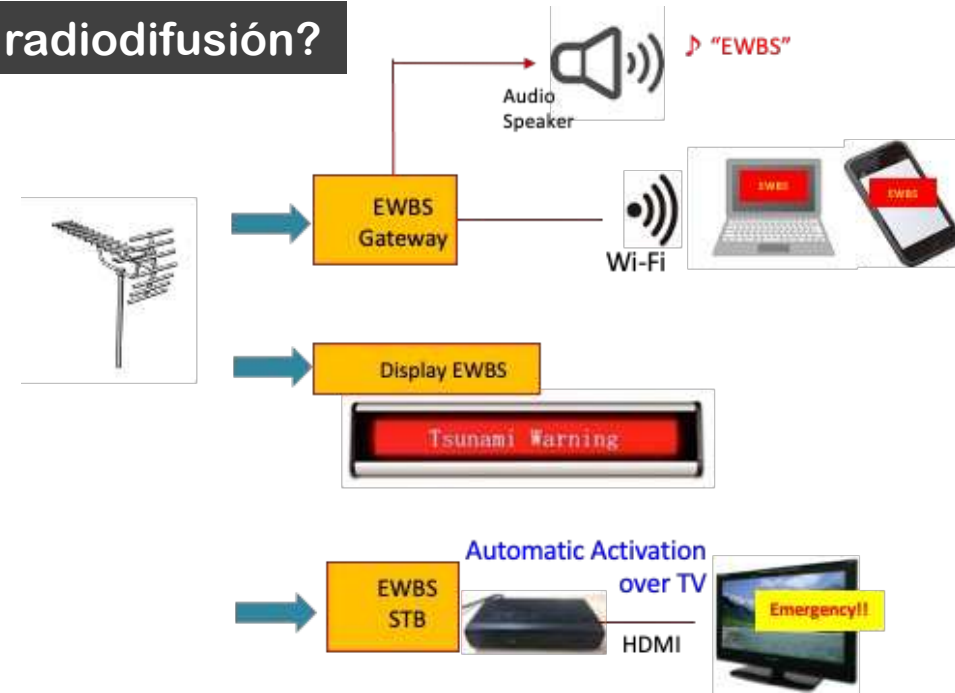 radiodifusión?
♪ "EWBS"
Audio
Speaker
EWBS
Gateway
Wi-Fi
EWBS
EWBS
Display EWBS
Tsunami Warning
Automatic Activation
over TV
EWBS
STB
HDMI
Emergency!!